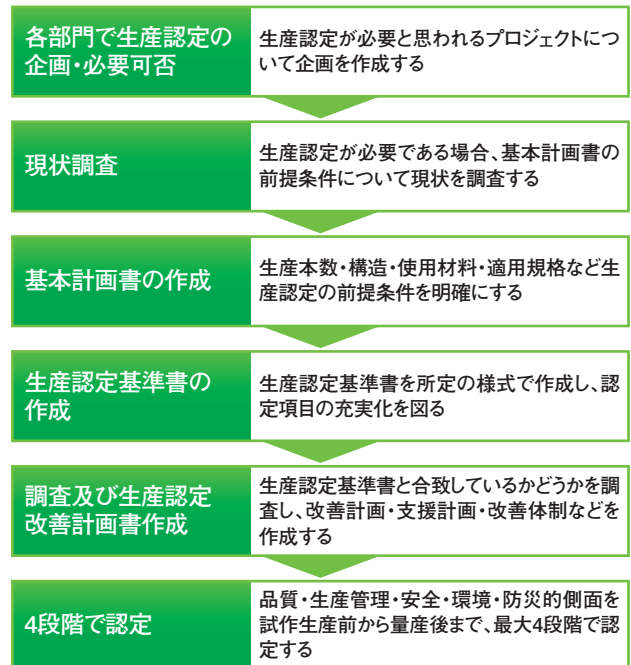 各部門で生産認定の
企画・必要可否
生産認定が必要と思われるプロジェクトにつ
いて企画を作成する
現状調査
生産認定が必要である場合、基本計画書の
前提条件について現状を調査する
基本計画書の作成
生産本数・構造・使用材料・適用規格など生
産認定の前提条件を明確にする
生産認定基準書の
作成
生産認定基準書を所定の様式で作成し、認
定項目の充実化を図る
調査及び生産認定
改善計画書作成
生産認定基準書と合致しているかどうかを調
査し、改善計画・支援計画・改善体制などを
作成する
4段階で認定
品質・生産管理・安全・環境・防災的側面を
試作生産前から量産後まで、最大4段階で認
定する